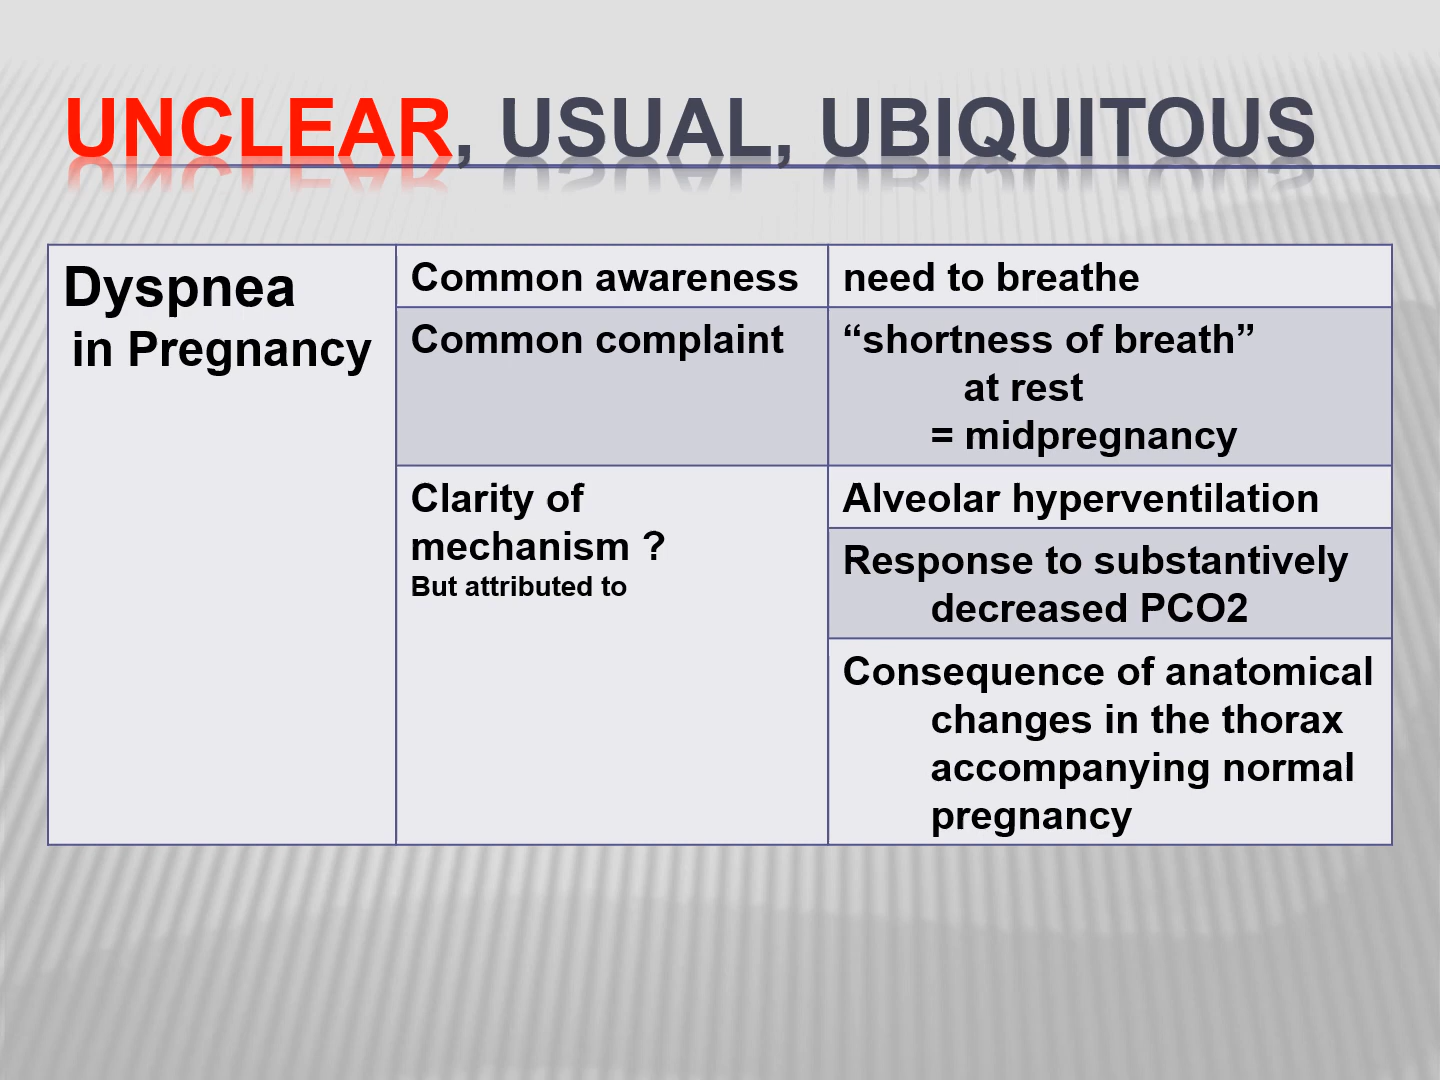 UNCLEAR, USUAL, UBIQUITOUS
Dyspnea
in Pregnancy
Common awareness
need to breathe
Common complaint
“shortness of breath”
at rest
= midpregnancy
Clarity of
mechanism ?
But attributed to
Alveolar hyperventilation
Response to substantively
decreased PCO2
Consequence of anatomical
changes in the thorax
accompanying normal
pregnancy